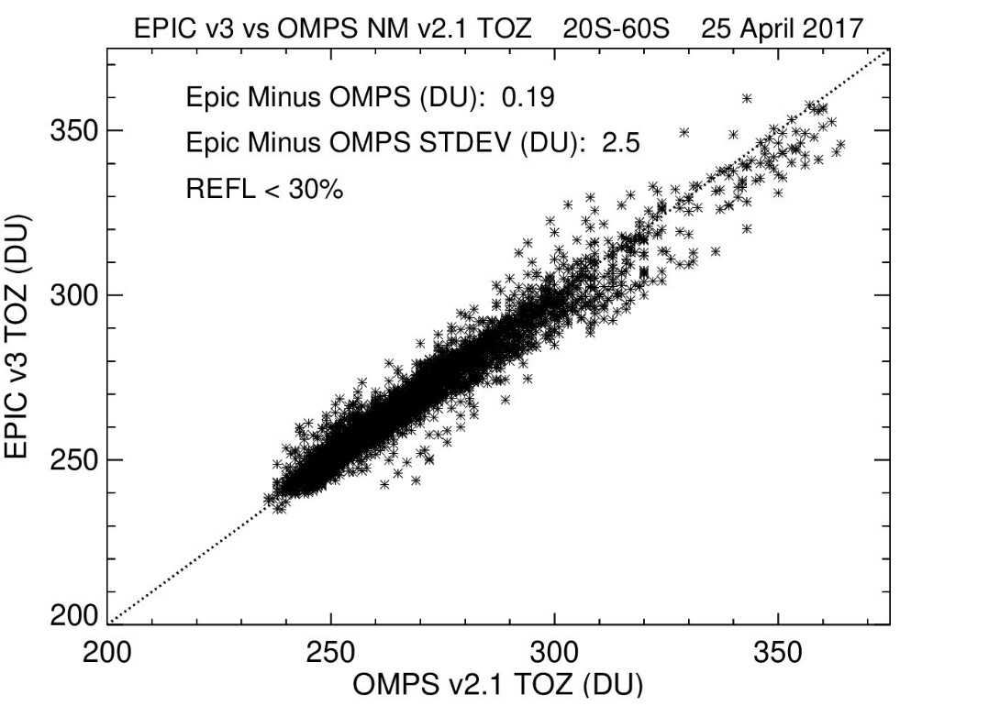 EPIC v3 vs OMPS NM v2.1 TOZ 20S-60S 25 April 2017
Epic Minus OMPS (DU): 0.19
Epic Minus OMPS STDEV (DU): 2.5
REFL < 30%
EPIC v3 TOZ (DU)
350
300
250
200
200 250 300 350
OMPS v2.1 TOZ (DU)